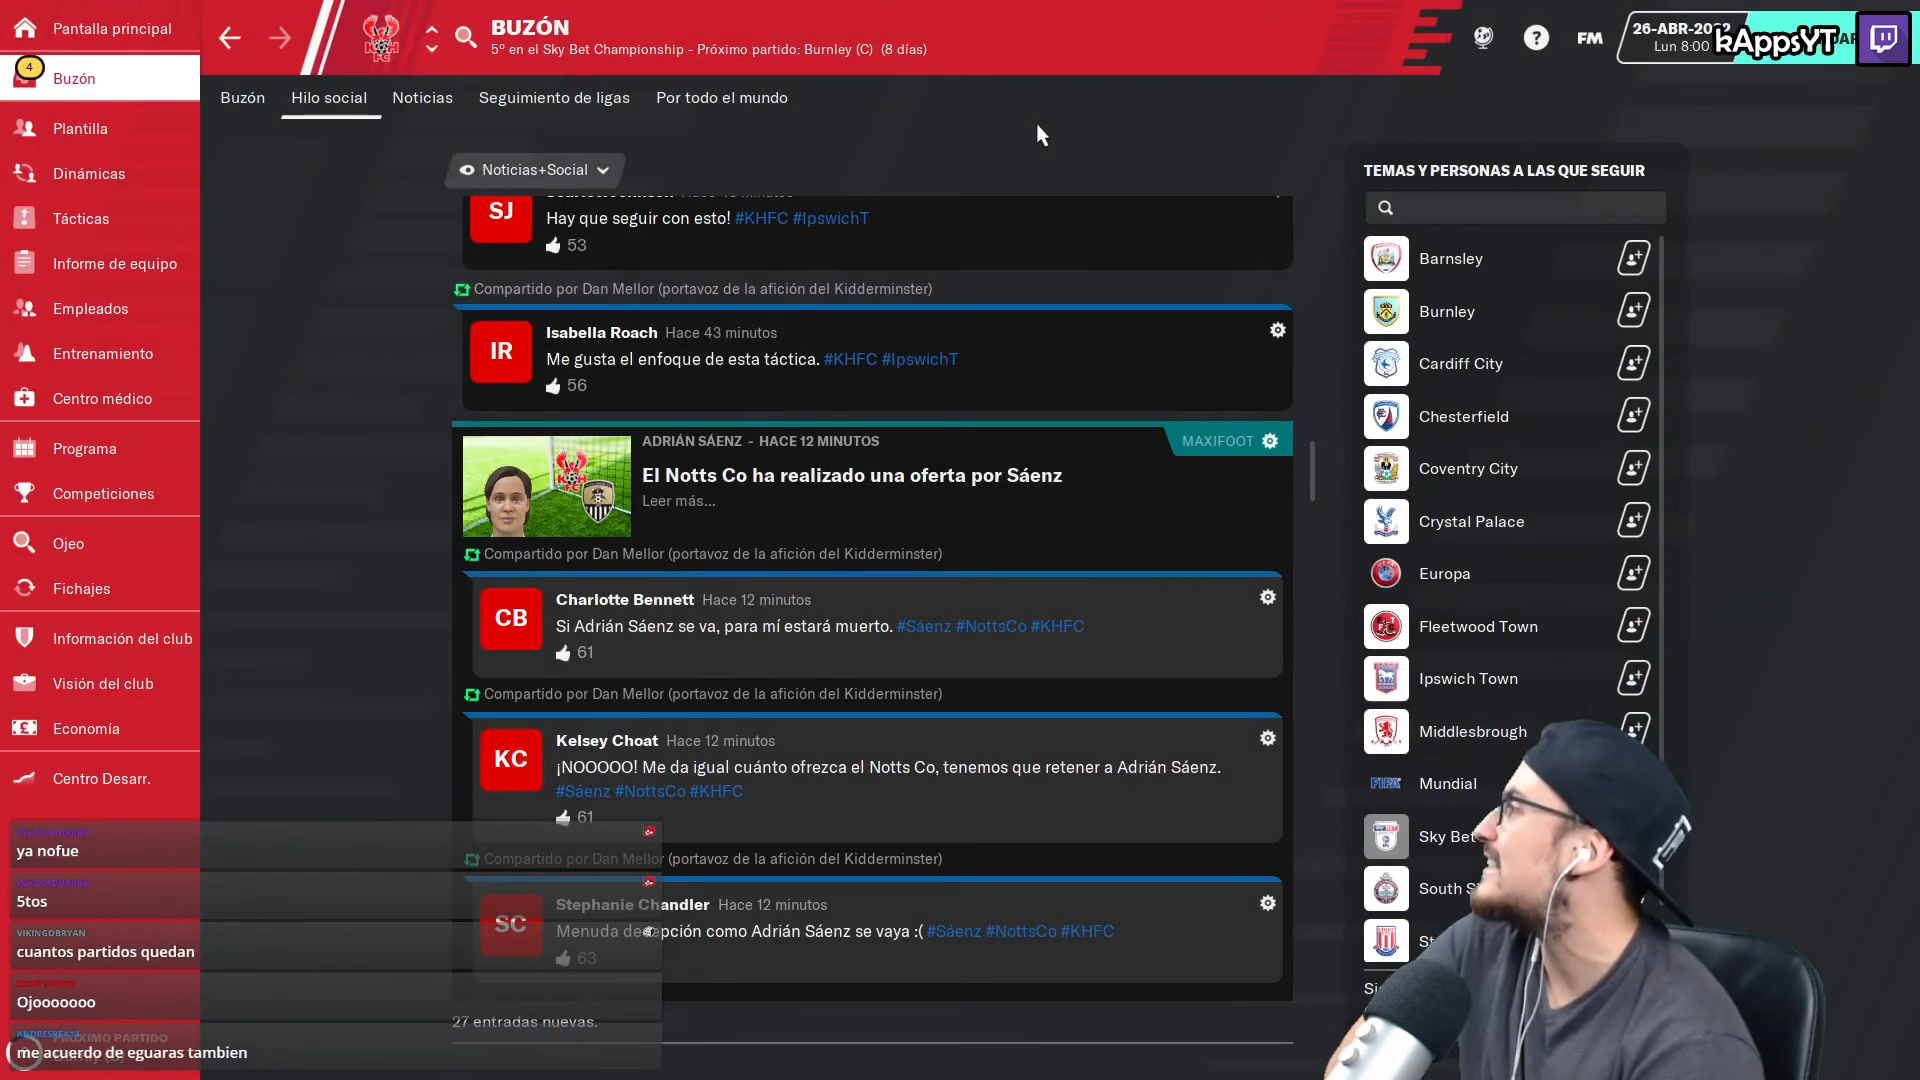 Pantalla principal
4
Buzón
Plantilla
Dinámicas
Tácticas
Informe de equipo
Empleados
Entrenamiento
Centro médico
Programa
Competiciones
Ojeo
Fichajes
Información del club
Visión del club
Economía
Centro Desarr.
BUZÓN
5º en el Sky Bet Championship - Próximo partido: Burnley (C) (8 días)
FM
26-ABR-2
Lun 8:00
kAppsYT
Buzón
Hilo social
Noticias
Seguimiento de ligas
Por todo el mundo
Noticias+Social
SJ
Hay que seguir con esto! #KHFC #IpswichT
53
Compartido por Dan Mellor (portavoz de la afición del Kidderminster)
IR
Isabella Roach Hace 43 minutos
Me gusta el enfoque de esta táctica. #KHFC #IpswichT
56
ADRIÁN SÁENZ - HACE 12 MINUTOS
MAXIFOOT
El Notts Co ha realizado una oferta por Sáenz
Leer más...
Compartido por Dan Mellor (portavoz de la afición del Kidderminster)
CB
Charlotte Bennett Hace 12 minutos
Si Adrián Sáenz se va, para mí estará muerto. #Sáenz #NottsCo #KHFC
61
Compartido por Dan Mellor (portavoz de la afición del Kidderminster)
KC
Kelsey Choat Hace 12 minutos
¡NOOOOO! Me da igual cuánto ofrezca el Notts Co, tenemos que retener a Adrián Sáenz.
#Sáenz #NottsCo #KHFC
61
Compartido por Dan Mellor (portavoz de la afición del Kidderminster)
SC
Stephanie Chandler Hace 12 minutos
Menuda decepción como Adrián Sáenz se vaya :( #Sáenz #NottsCo #KHFC
63
27 entradas nuevas.
TEMAS Y PERSONAS A LAS QUE SEGUIR
Barnsley
Burnley
Cardiff City
Chesterfield
Coventry City
Crystal Palace
Europa
Fleetwood Town
Ipswich Town
Middlesbrough
FIFA
Mundial
Sky Bet
South S
St
Si
ya nofue
5tos
VIKINGOBRYAN
cuantos partidos quedan
Ojooooooo
PRÓXIMO PARTIDO
me acuerdo de eguaras tambien